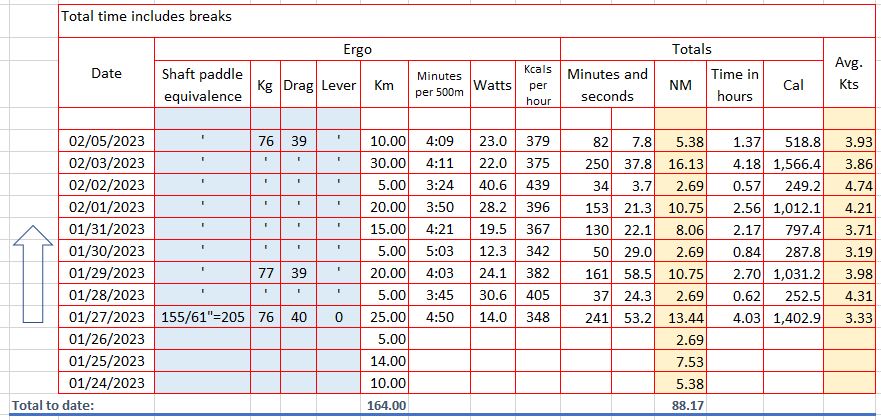 Total time includes breaks
Ergo Totals
Date Shaft paddle equivalence Kg Drag Lever Km Minutes per 500m Watts Kcals per hour Minutes and seconds NM Time in hours Cal Avg. Kts
02/05/2023 ' 76 39 ' 10.00 4:09 23.0 379 82 7.8 5.38 1.37 518.8 3.93
02/03/2023 ' ' ' ' 30.00 4:11 22.0 375 250 37.8 16.13 4.18 1,566.4 3.86
02/02/2023 ' ' ' ' 5.00 3:24 40.6 439 34 3.7 2.69 0.57 249.2 4.74
02/01/2023 ' ' ' ' 20.00 3:50 28.2 396 153 21.3 10.75 2.56 1,012.1 4.21
01/31/2023 ' ' ' ' 15.00 4:21 19.5 367 130 22.1 8.06 2.17 797.4 3.71
01/30/2023 ' ' ' ' 5.00 5:03 12.3 342 50 29.0 2.69 0.84 287.8 3.19
01/29/2023 ' 77 39 ' 20.00 4:03 24.1 382 161 58.5 10.75 2.70 1,031.2 3.98
01/28/2023 ' ' ' ' 5.00 3:45 30.6 405 37 24.3 2.69 0.62 252.5 4.31
01/27/2023 155/61"=205 76 40 0 25.00 4:50 14.0 348 241 53.2 13.44 4.03 1,402.9 3.33
01/26/2023 5.00 2.69
01/25/2023 14.00 7.53
01/24/2023 10.00 5.38
Total to date: 164.00 88.17